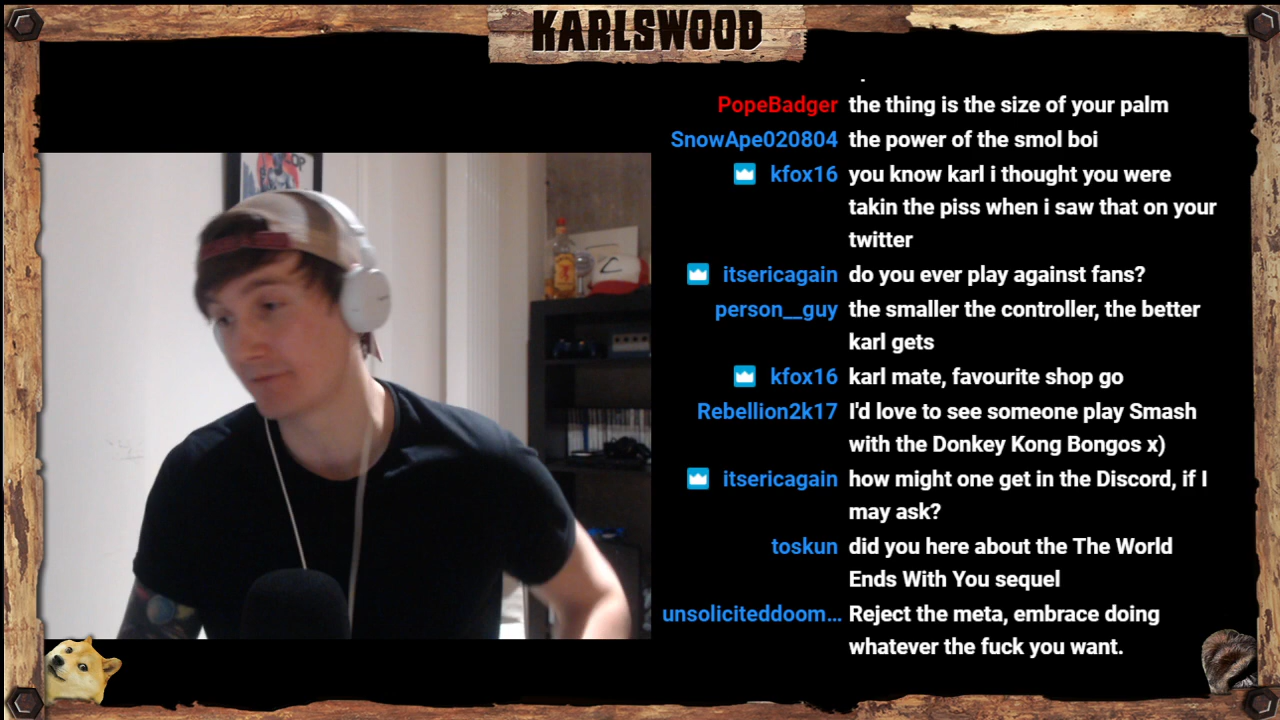 KARLSWOOD
PopeBadger the thing is the size of your palm
SnowApe020804 the power of the smol boi
kfox16 you know karl i thought you were
takin the piss when i saw that on your
twitter
itsericagain do you ever play against fans?
person__guy the smaller the controller, the better
karl gets
kfox16 karl mate, favourite shop go
Rebellion2k17 I'd love to see someone play Smash
with the Donkey Kong Bongos x)
itsericagain how might one get in the Discord, if I
may ask?
toskun did you here about the The World
Ends With You sequel
unsoliciteddoom... Reject the meta, embrace doing
whatever the fuck you want.